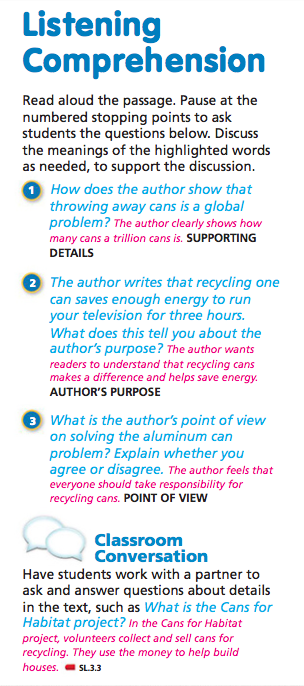 Listening
Comprehension
Read aloud the passage. Pause at the
numbered stopping points to ask
students the questions below. Discuss
the meanings of the highlighted words
as needed, to support the discussion.
1 How does the author show that
throwing away cans is a global
problem? The author clearly shows how
many cans a trillion cans is. SUPPORTING
DETAILS
2 The author writes that recycling one
can saves enough energy to run
your television for three hours.
What does this tell you about the
author's purpose? The author wants
readers to understand that recycling cans
makes a difference and helps save energy.
AUTHOR'S PURPOSE
3 What is the author's point of view
on solving the aluminum can
problem? Explain whether you
agree or disagree. The author feels that
everyone should take responsibility for
recycling cans. POINT OF VIEW
Classroom
Conversation
Have students work with a partner to
ask and answer questions about details
in the text, such as What is the Cans for
Habitat project? In the Cans for Habitat
project, volunteers collect and sell cans for
recycling. They use the money to help build
houses. SL.3.3